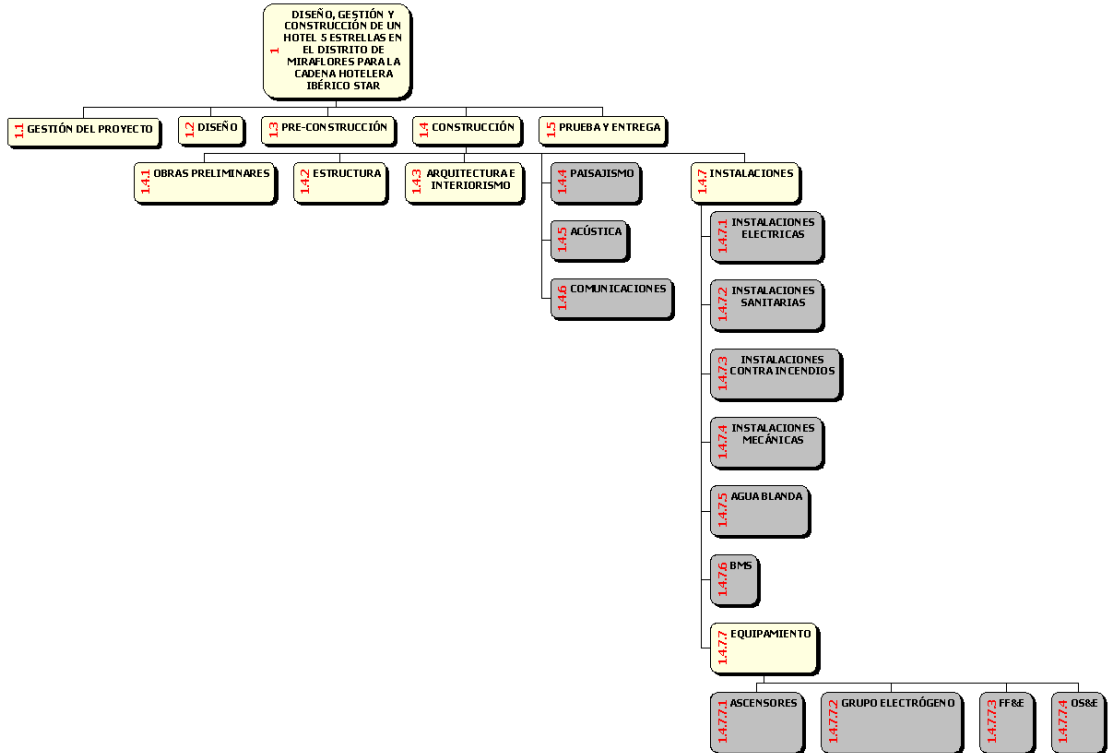 1
DISEÑO, GESTIÓN Y
CONSTRUCCIÓN DE UN
HOTEL 5 ESTRELLAS EN
EL DISTRITO DE
MIRAFLORES PARA LA
CADENA HOTELERA
IBÉRICO STAR
1.1 GESTIÓN DEL PROYECTO
1.2 DISEÑO
1.3 PRE-CONSTRUCCIÓN
1.4 CONSTRUCCIÓN
1.5 PRUEBA Y ENTREGA
1.4.1 OBRAS PRELIMINARES
1.4.2 ESTRUCTURA
1.4.3 ARQUITECTURA E
INTERIORISMO
1.4.4 PAISAJISMO
1.4.5 ACÚSTICA
1.4.6 COMUNICACIONES
1.4.7 INSTALACIONES
1.4.7.1 INSTALACIONES
ELECTRICAS
1.4.7.2 INSTALACIONES
SANITARIAS
1.4.7.3 INSTALACIONES
CONTRA INCENDIOS
1.4.7.4 INSTALACIONES
MECÁNICAS
1.4.7.5 AGUA BLANDA
1.4.7.6 BMS
1.4.7.7 EQUIPAMIENTO
1.4.7.7.1 ASCENSORES
1.4.7.7.2 GRUPO ELECTRÓGENO
1.4.7.7.3 FF&E
1.4.7.7.4 OS&E